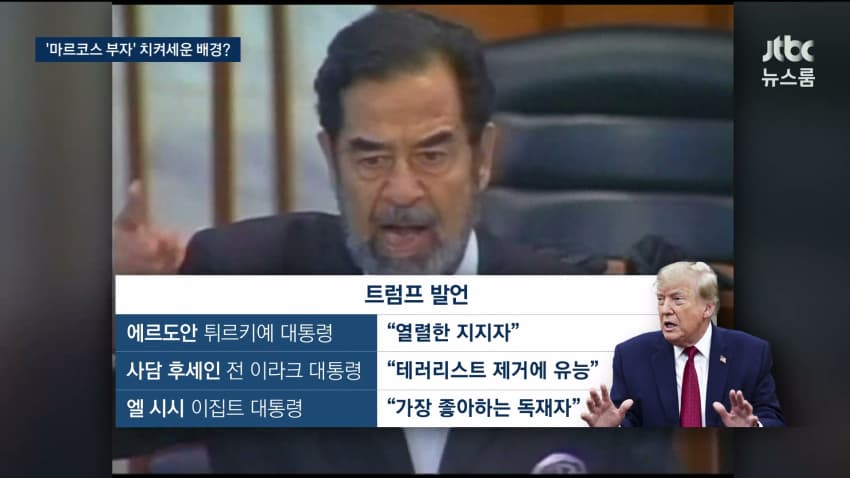 '마르코스 부자' 치켜세운 배경?
jtbc
뉴스룸
트럼프 발언
에르도안 튀르키예 대통령 “열렬한 지지자”
사담 후세인 전 이라크 대통령 “테러리스트 제거에 유능”
엘 시시 이집트 대통령 “가장 좋아하는 독재자”